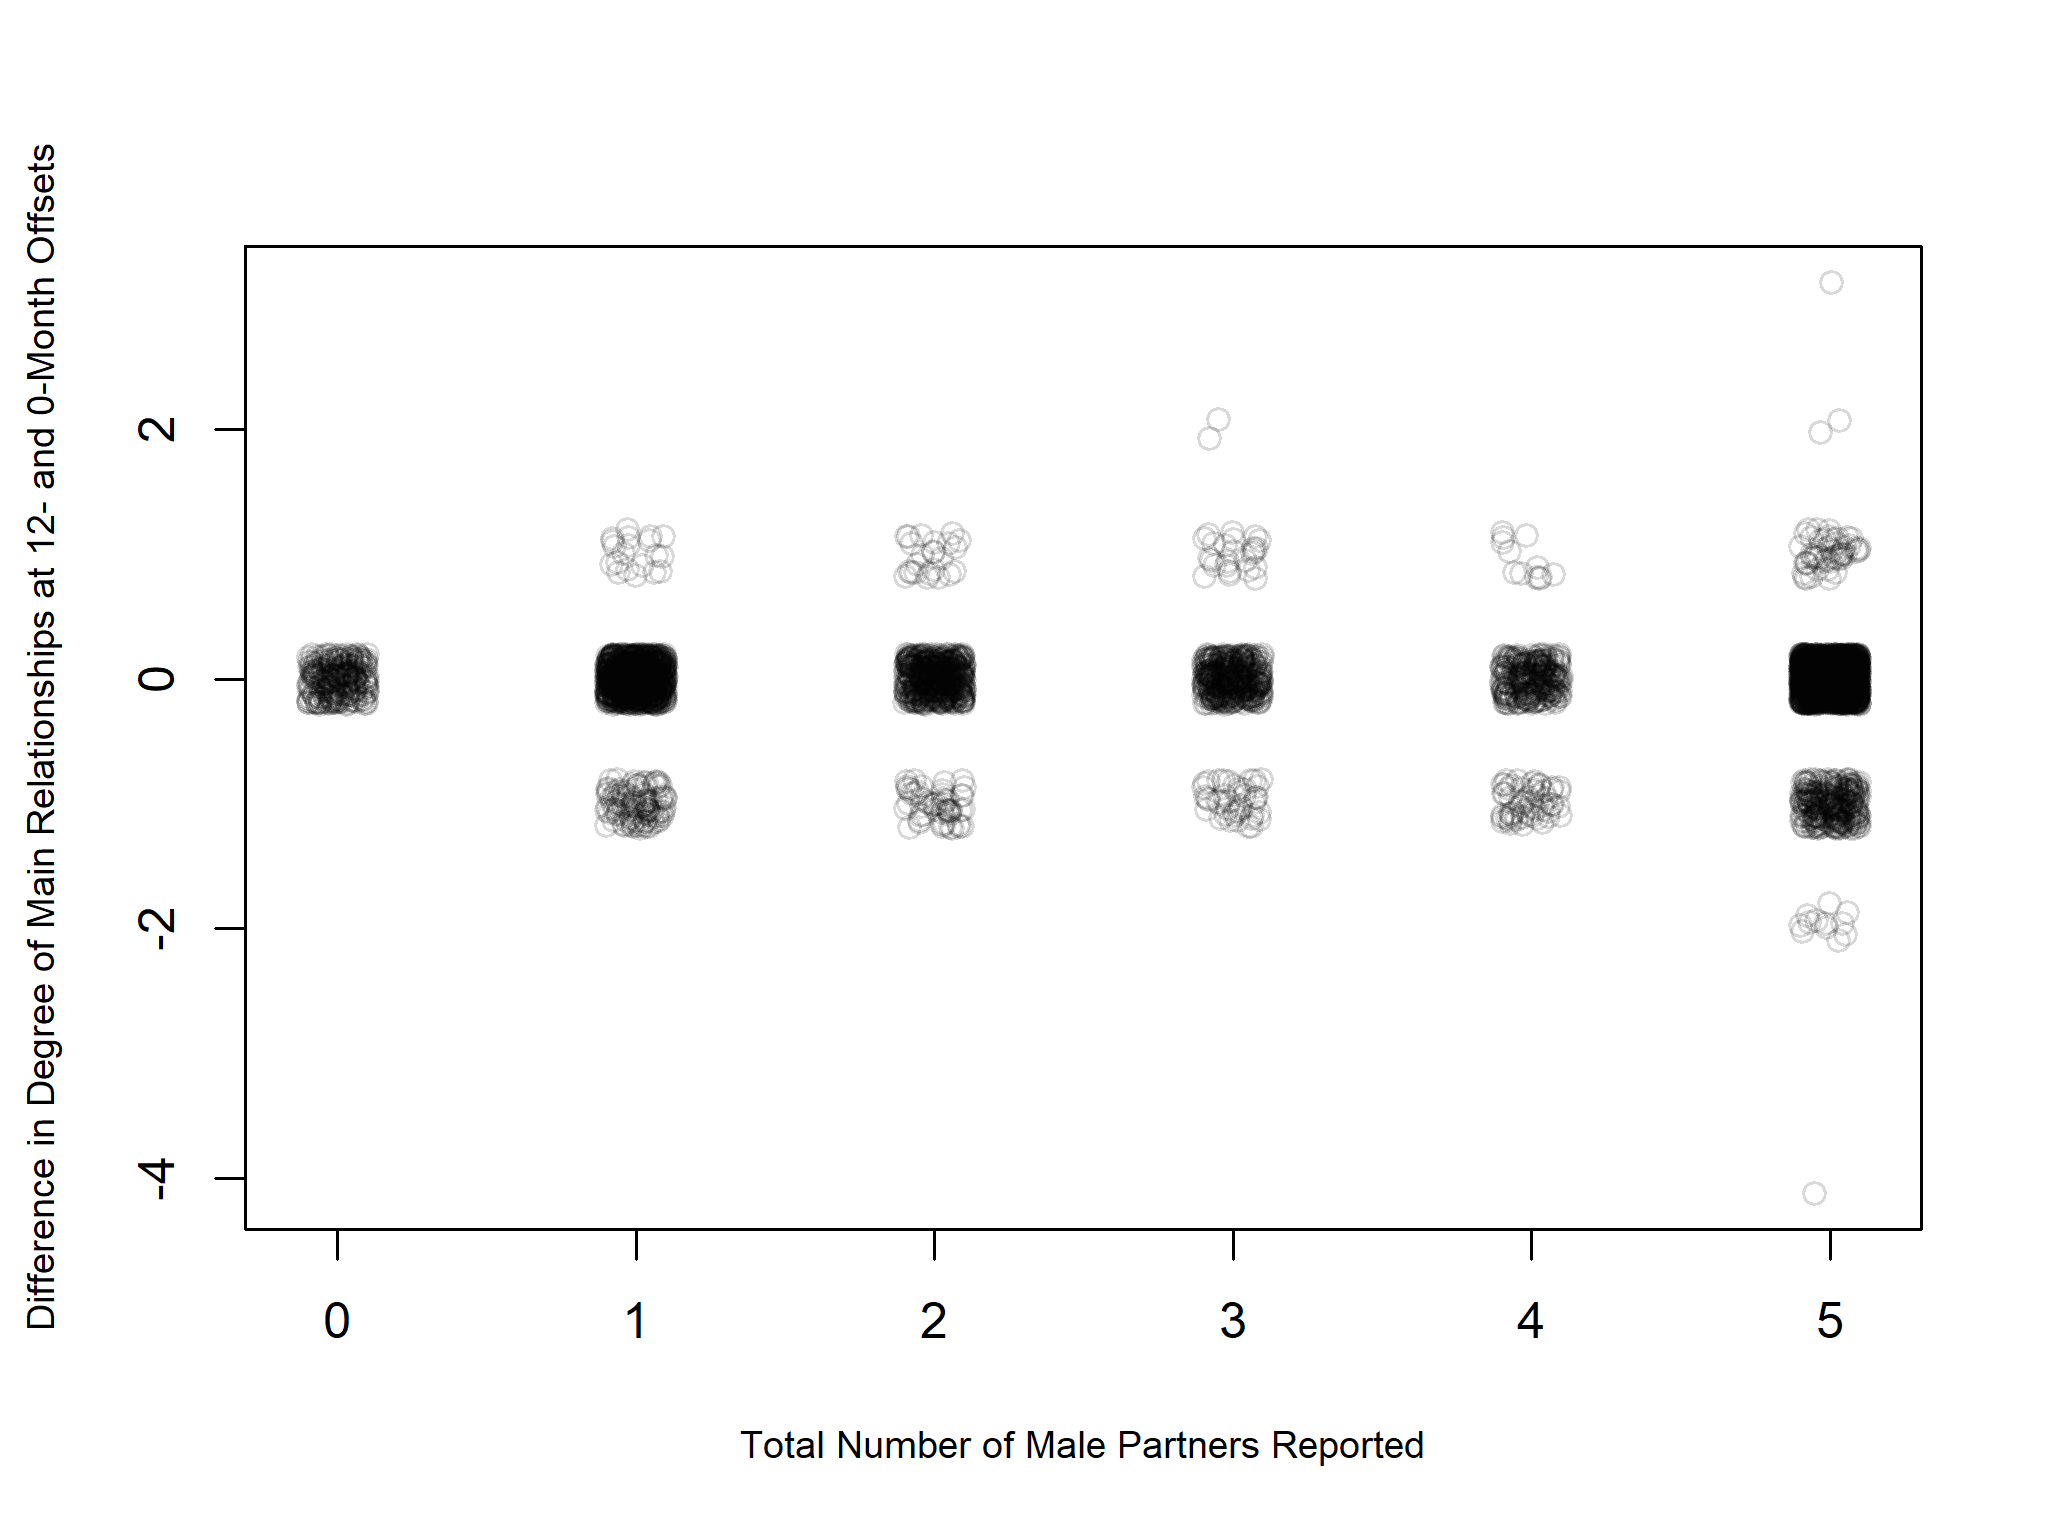 Difference in Degree of Main Relationships at 12- and 0-Month Offsets
2
0
-2
-4
0 1 2 3 4 5
Total Number of Male Partners Reported